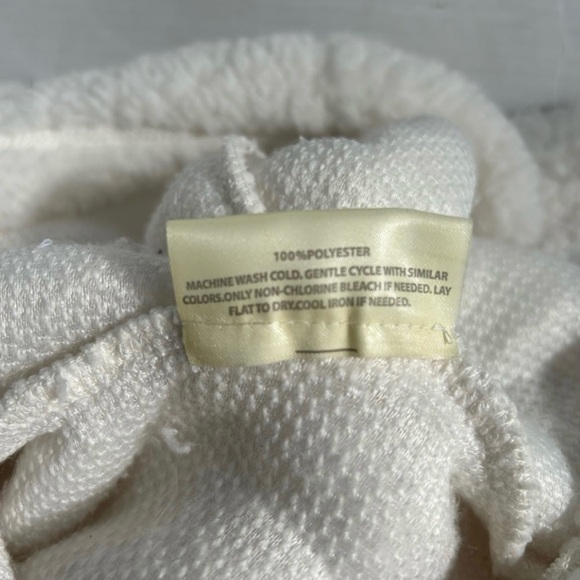 100%POLYESTER
MACHINE WASH COLD. GENTLE CYCLE WITH SIMILAR
COLORS.ONLY NON-CHLORINE BLEACH IF NEEDED. LAY
FLAT TO DRY.COOL IRON IF NEEDED.